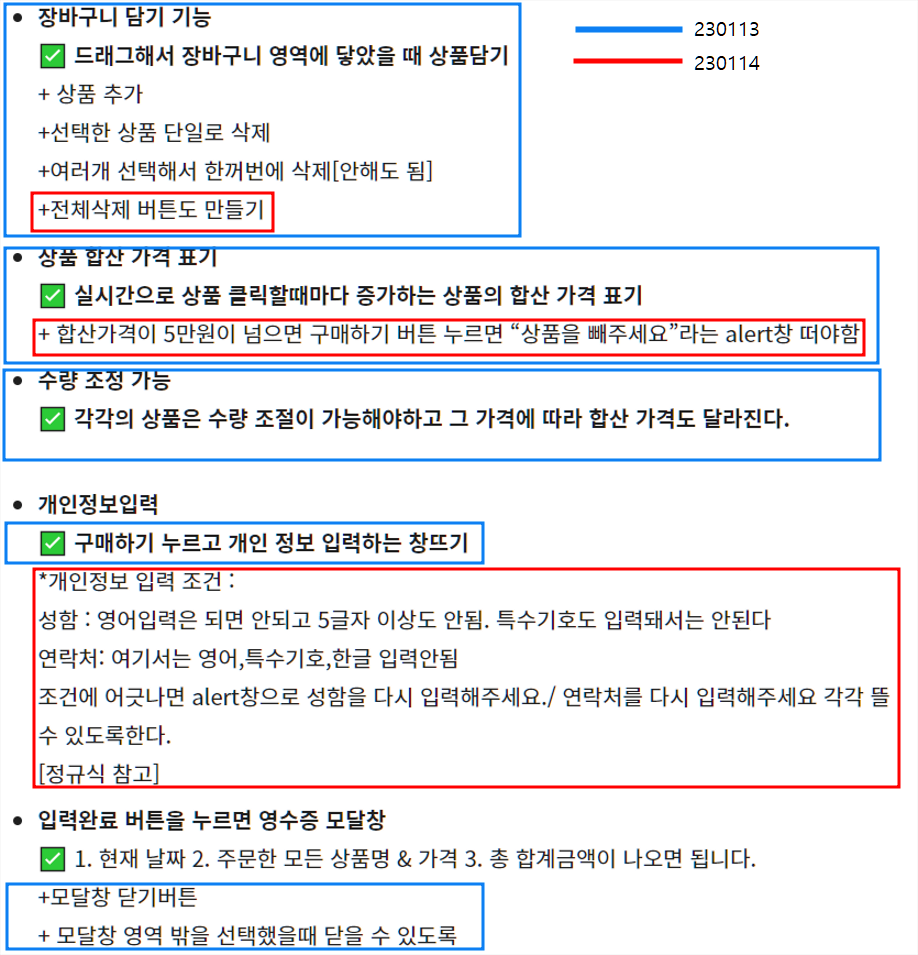 장바구니 담기 기능
✅ 드래그해서 장바구니 영역에 닿았을 때 상품담기
+ 상품 추가
+선택한 상품 단일로 삭제
+여러개 선택해서 한꺼번에 삭제[안해도 됨]
+전체삭제 버튼도 만들기
230113
230114
상품 합산 가격 표기
✅ 실시간으로 상품 클릭할때마다 증가하는 상품의 합산 가격 표기
+ 합산가격이 5만원이 넘으면 구매하기 버튼 누르면 “상품을 빼주세요”라는 alert창 떠야함
수량 조정 가능
✅ 각각의 상품은 수량 조절이 가능해야하고 그 가격에 따라 합산 가격도 달라진다.
개인정보입력
✅ 구매하기 누르고 개인 정보 입력하는 창뜨기
*개인정보 입력 조건 :
성함 : 영어입력은 되면 안되고 5글자 이상도 안됨. 특수기호도 입력돼서는 안된다
연락처: 여기서는 영어,특수기호,한글 입력안됨
조건에 어긋나면 alert창으로 성함을 다시 입력해주세요./ 연락처를 다시 입력해주세요 각각 뜰
수 있도록한다.
[정규식 참고]
입력완료 버튼을 누르면 영수증 모달창
✅ 1. 현재 날짜 2. 주문한 모든 상품명 & 가격 3. 총 합계금액이 나오면 됩니다.
+모달창 닫기버튼
+ 모달창 영역 밖을 선택했을때 닫을 수 있도록